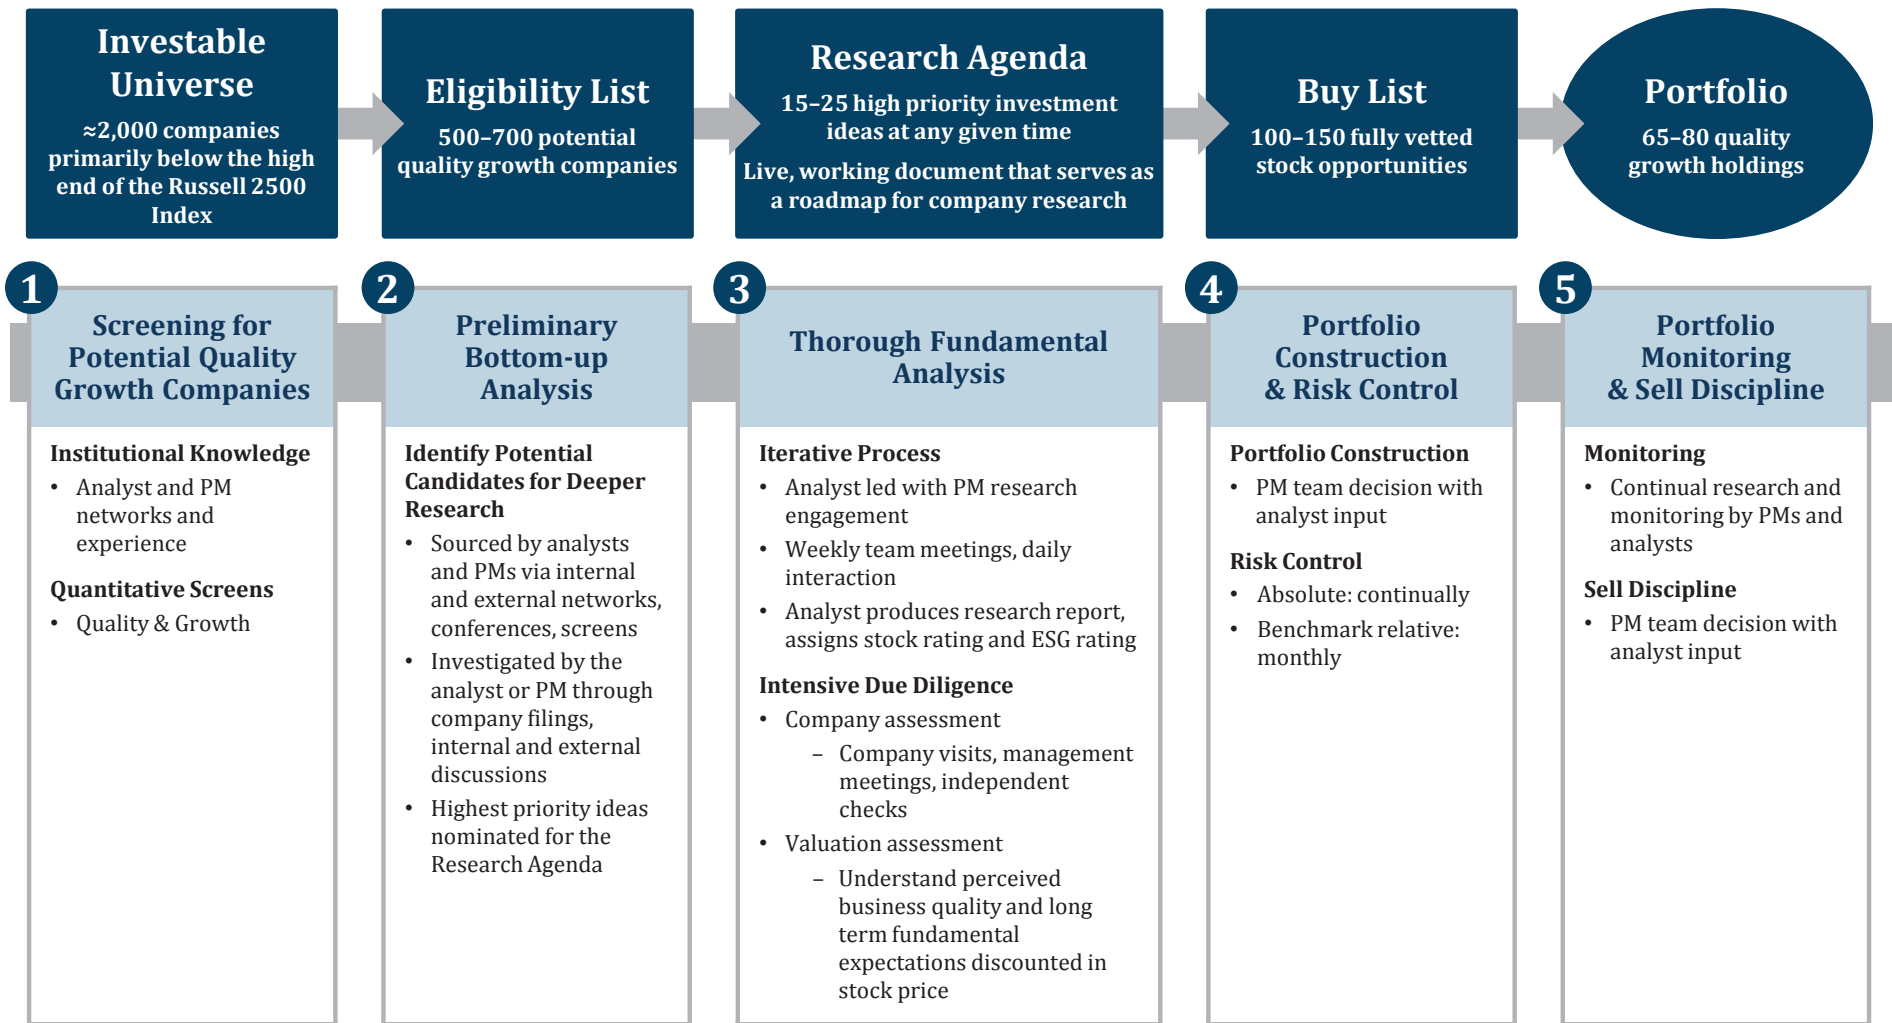 Investable
Universe
≈2,000 companies
primarily below the high
end of the Russell 2500
Index
Eligibility List
500–700 potential
quality growth companies
Research Agenda
15–25 high priority investment
ideas at any given time
Live, working document that serves as
a roadmap for company research
Buy List
100–150 fully vetted
stock opportunities
Portfolio
65–80 quality
growth holdings
1
Screening for
Potential Quality
Growth Companies
Institutional Knowledge
• Analyst and PM
networks and
experience
Quantitative Screens
• Quality & Growth
2
Preliminary
Bottom-up
Analysis
Identify Potential
Candidates for Deeper
Research
• Sourced by analysts
and PMs via internal
and external networks,
conferences, screens
• Investigated by the
analyst or PM through
company filings,
internal and external
discussions
• Highest priority ideas
nominated for the
Research Agenda
3
Thorough Fundamental
Analysis
Iterative Process
• Analyst led with PM research
engagement
• Weekly team meetings, daily
interaction
• Analyst produces research report,
assigns stock rating and ESG rating
Intensive Due Diligence
• Company assessment
– Company visits, management
meetings, independent
checks
• Valuation assessment
– Understand perceived
business quality and long
term fundamental
expectations discounted in
stock price
4
Portfolio
Construction
& Risk Control
Portfolio Construction
• PM team decision with
analyst input
Risk Control
• Absolute: continually
• Benchmark relative:
monthly
5
Portfolio
Monitoring
& Sell Discipline
Monitoring
• Continual research and
monitoring by PMs and
analysts
Sell Discipline
• PM team decision with
analyst input